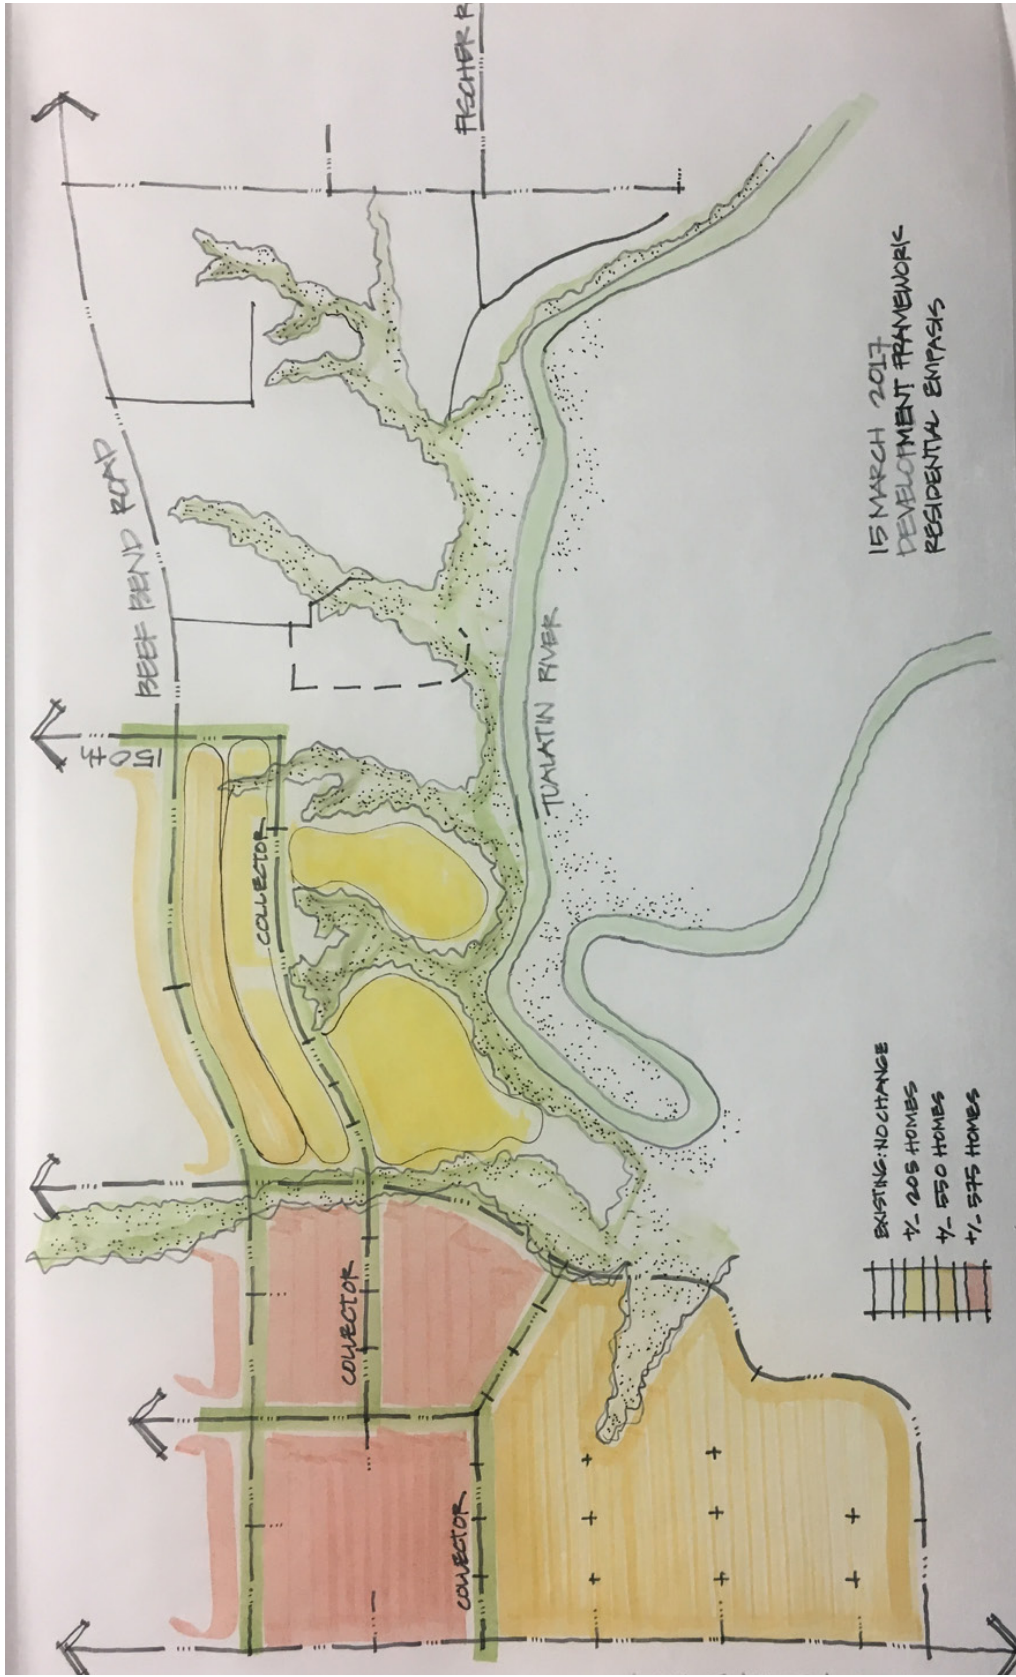 FISCHER R
BEEF BEND ROAD
150th
COLLECTOR
TUALATIN RIVER
COLLECTOR
COLLECTOR
15 MARCH 2017
DEVELOPMENT FRAMEWORK
RESIDENTIAL EMPASIS
EXISTING: NO CHANGE
+/- 205 HOMES
+/- 550 HOMES
+/- 575 HOMES